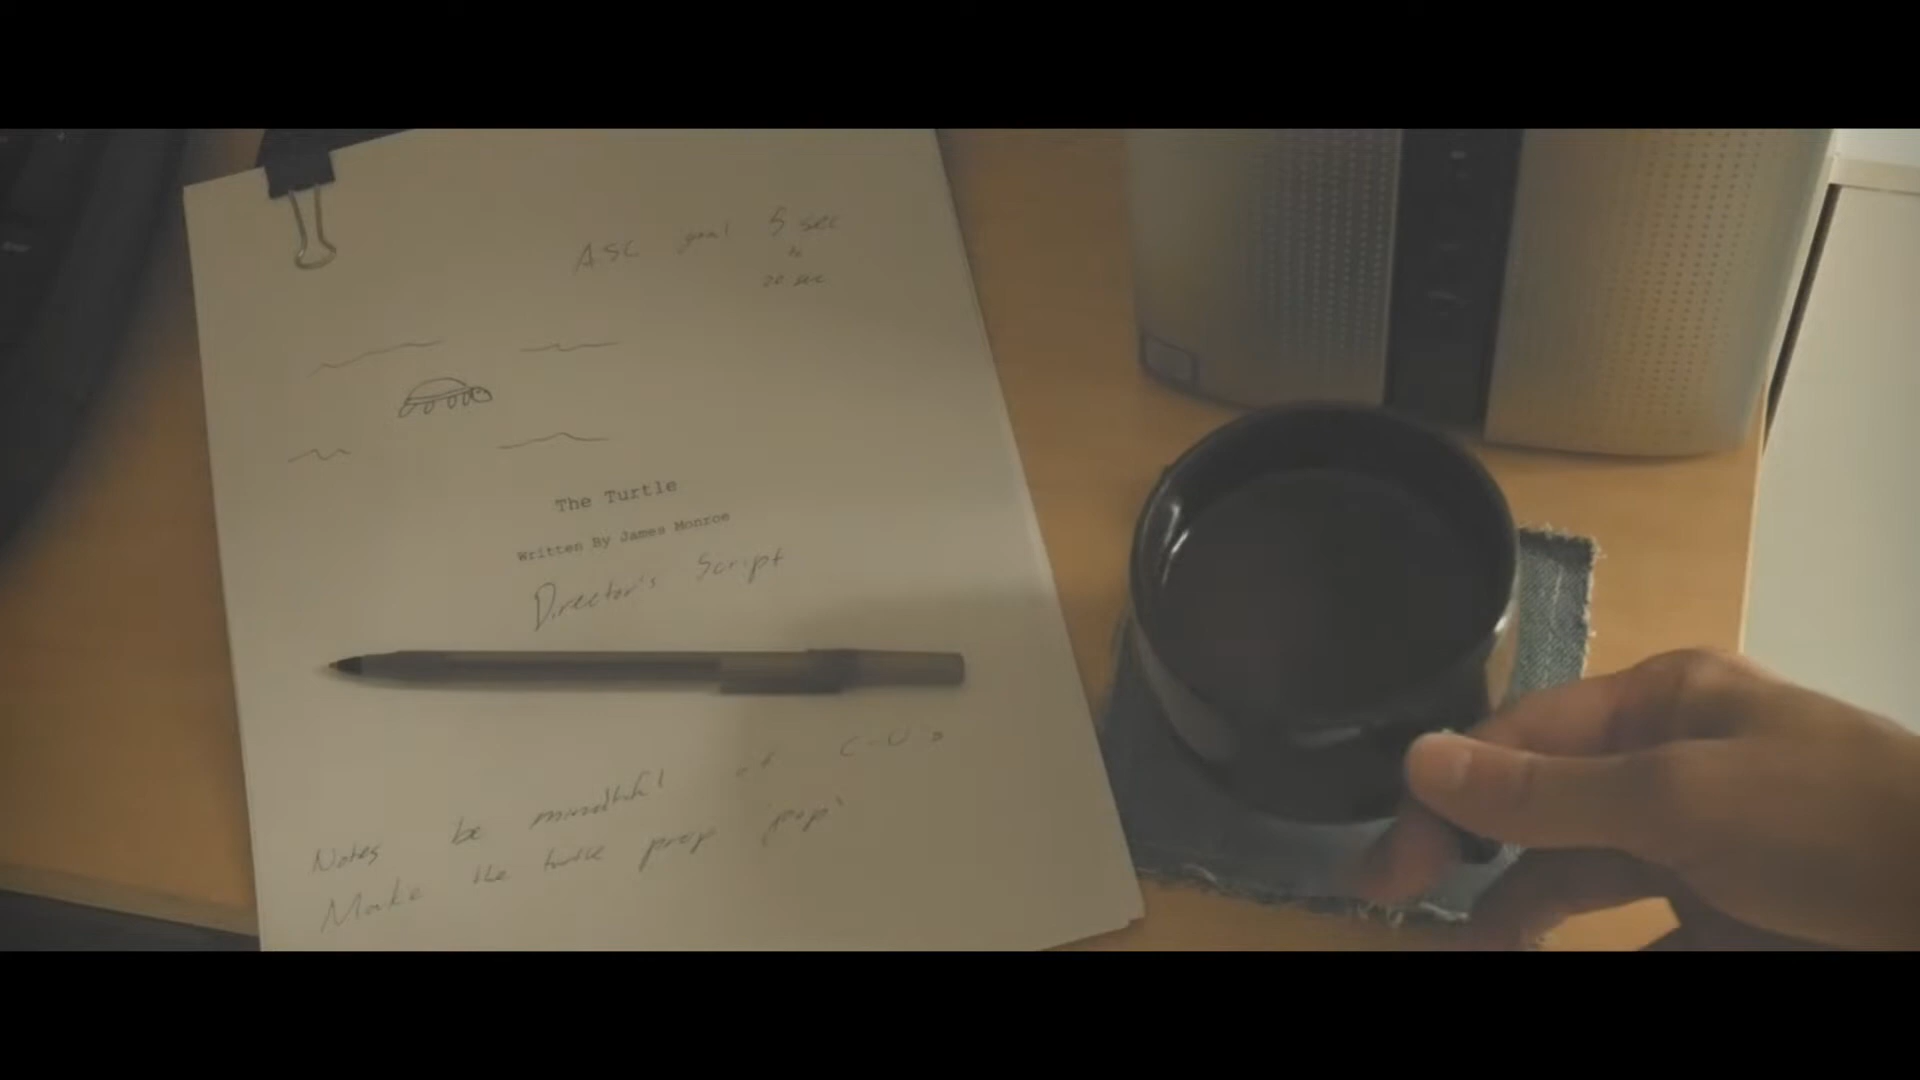 ASL goal 5 sec
to
20 sec
The Turtle
Written By James Monroe
Director's Script
Notes be mindful of C-U's
Make the turtle prop 'pop'